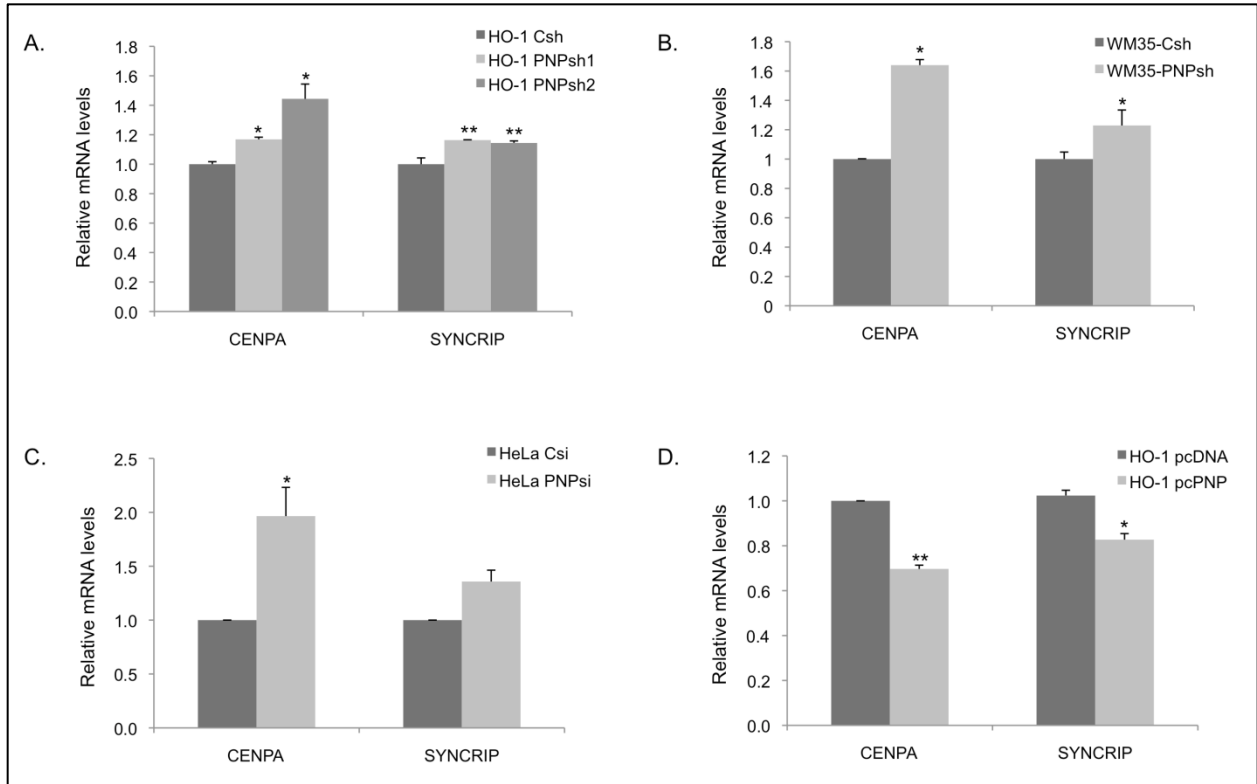 A.
HO-1 Csh
HO-1 PNPsh1
HO-1 PNPsh2
Relative mRNA levels
1.8
1.6
1.4
1.2
1.0
0.8
0.6
0.4
0.2
0.0
*
*
**
**
CENPA
SYNCRIP
B.
WM35-Csh
WM35-PNPsh
Relative mRNA levels
1.8
1.6
1.4
1.2
1
0.8
0.6
0.4
0.2
0
*
*
CENPA
SYNCRIP
C.
HeLa Csi
HeLa PNPsi
Relative mRNA levels
2.5
2.0
1.5
1.0
0.5
0.0
*
CENPA
SYNCRIP
D.
HO-1 pcDNA
HO-1 pcPNP
Relative mRNA levels
1.2
1.0
0.8
0.6
0.4
0.2
0.0
**
*
CENPA
SYNCRIP